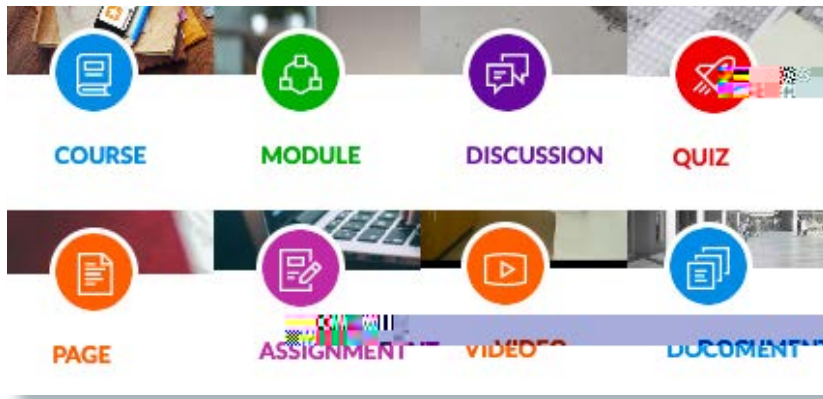 COURSE MODULE DISCUSSION QUIZ
PAGE ASSIGNMENT VIDEO DOCUMENT